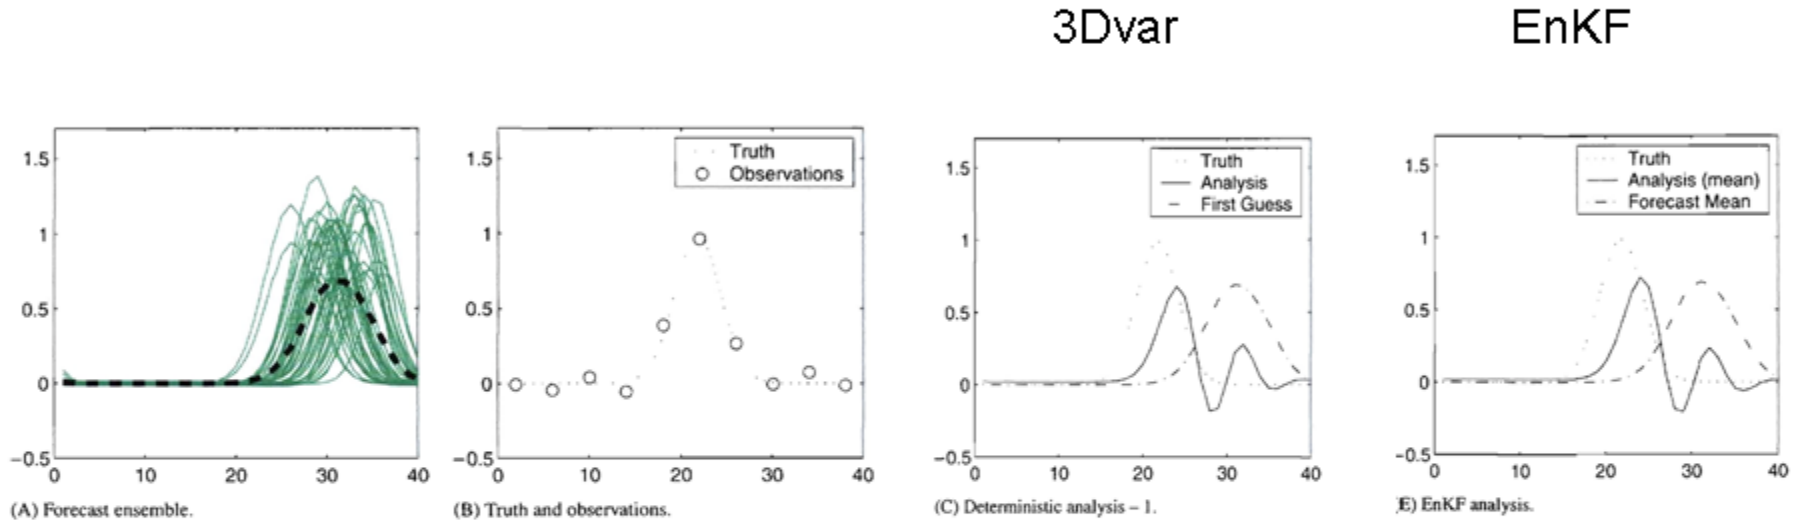 3Dvar
EnKF
1.5
1
0.5
0
−0.5
0
10
20
30
40
(A) Forecast ensemble.
Truth
Observations
1.5
1
0.5
0
−0.5
0
10
20
30
40
(B) Truth and observations.
Truth
Analysis
First Guess
1.5
1
0.5
0
−0.5
0
10
20
30
40
(C) Deterministic analysis – 1.
Truth
Analysis (mean)
Forecast Mean
1.5
1
0.5
0
−0.5
0
10
20
30
40
E) EnKF analysis.